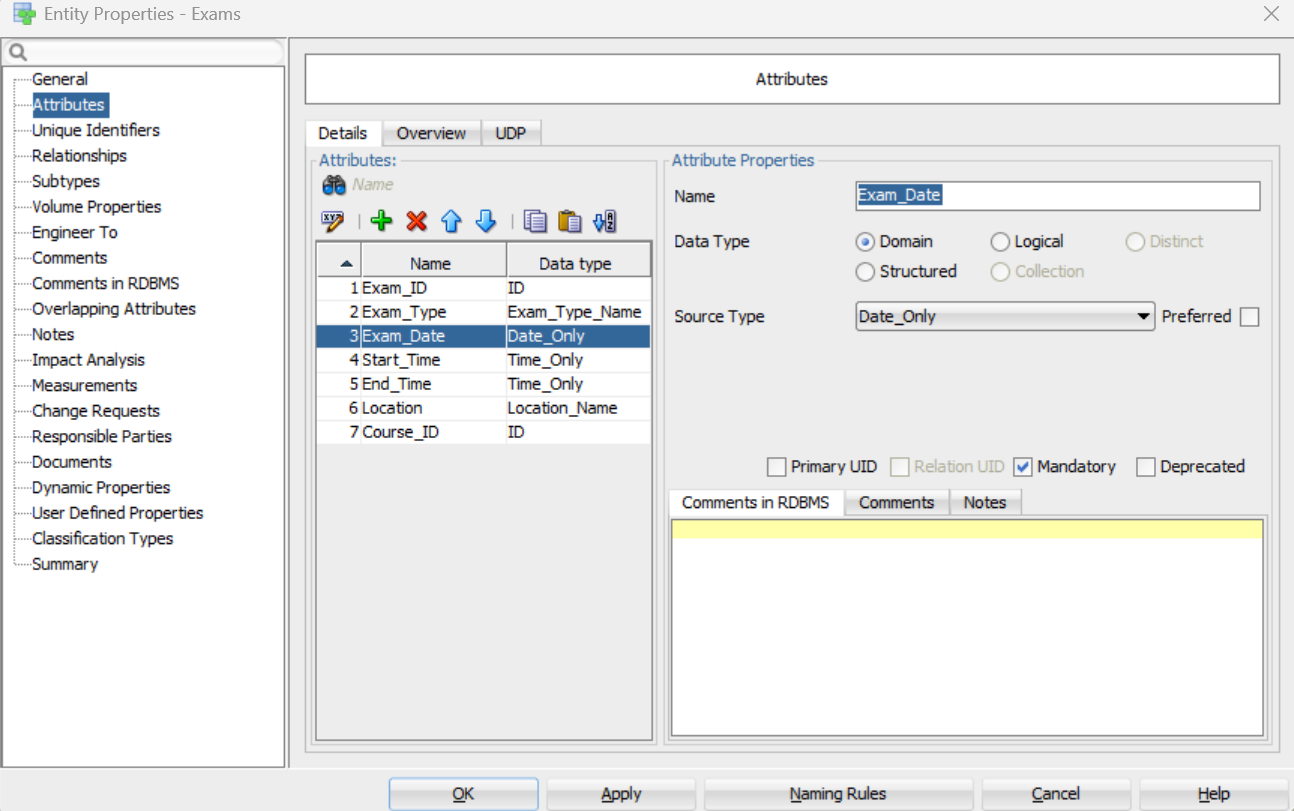 Entity Properties - Exams
General
Attributes
Unique Identifiers
Relationships
Subtypes
Volume Properties
Engineer To
Comments
Comments in RDBMS
Overlapping Attributes
Notes
Impact Analysis
Measurements
Change Requests
Responsible Parties
Documents
Dynamic Properties
User Defined Properties
Classification Types
Summary
Attributes
Details Overview UDP
Attributes:
Name
XYZ
A
Z
Name Data type
1 Exam_ID ID
2 Exam_Type Exam_Type_Name
3 Exam_Date Date_Only
4 Start_Time Time_Only
5 End_Time Time_Only
6 Location Location_Name
7 Course_ID ID
Attribute Properties
Name Exam_Date
Data Type Domain Logical Distinct
Structured Collection
Source Type Date_Only Preferred
Primary UID Relation UID Mandatory Deprecated
Comments in RDBMS Comments Notes
OK Apply Naming Rules Cancel Help